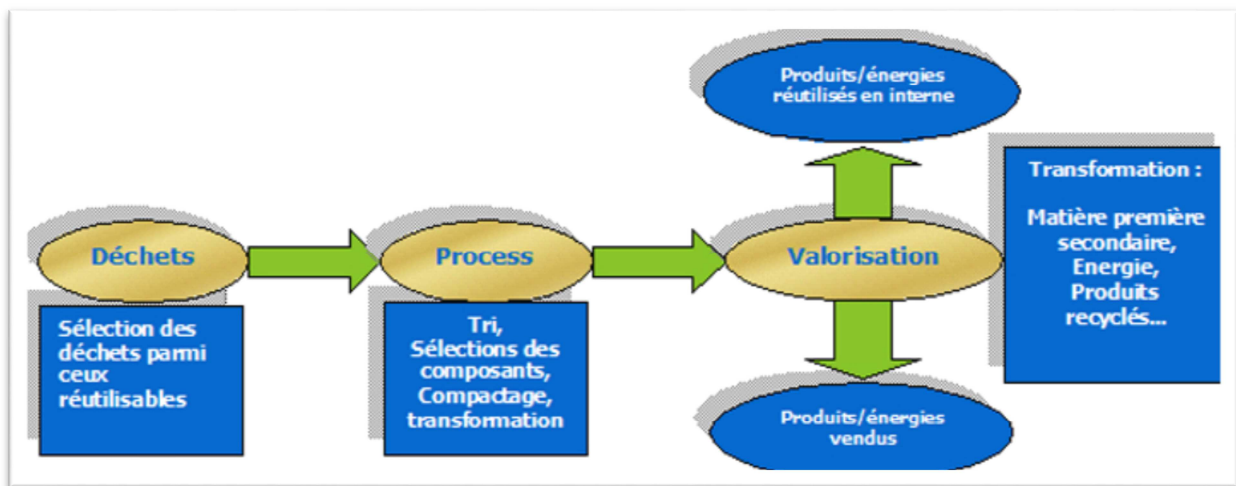 Produits/énergies
réutilisés en interne
Déchets
Process
Valorisation
Transformation :
Matière première
secondaire,
Energie,
Produits
recyclés...
Sélection des
déchets parmi
ceux
réutilisables
Tri,
Sélections des
composants,
Compactage,
transformation
Produits/énergies
vendus